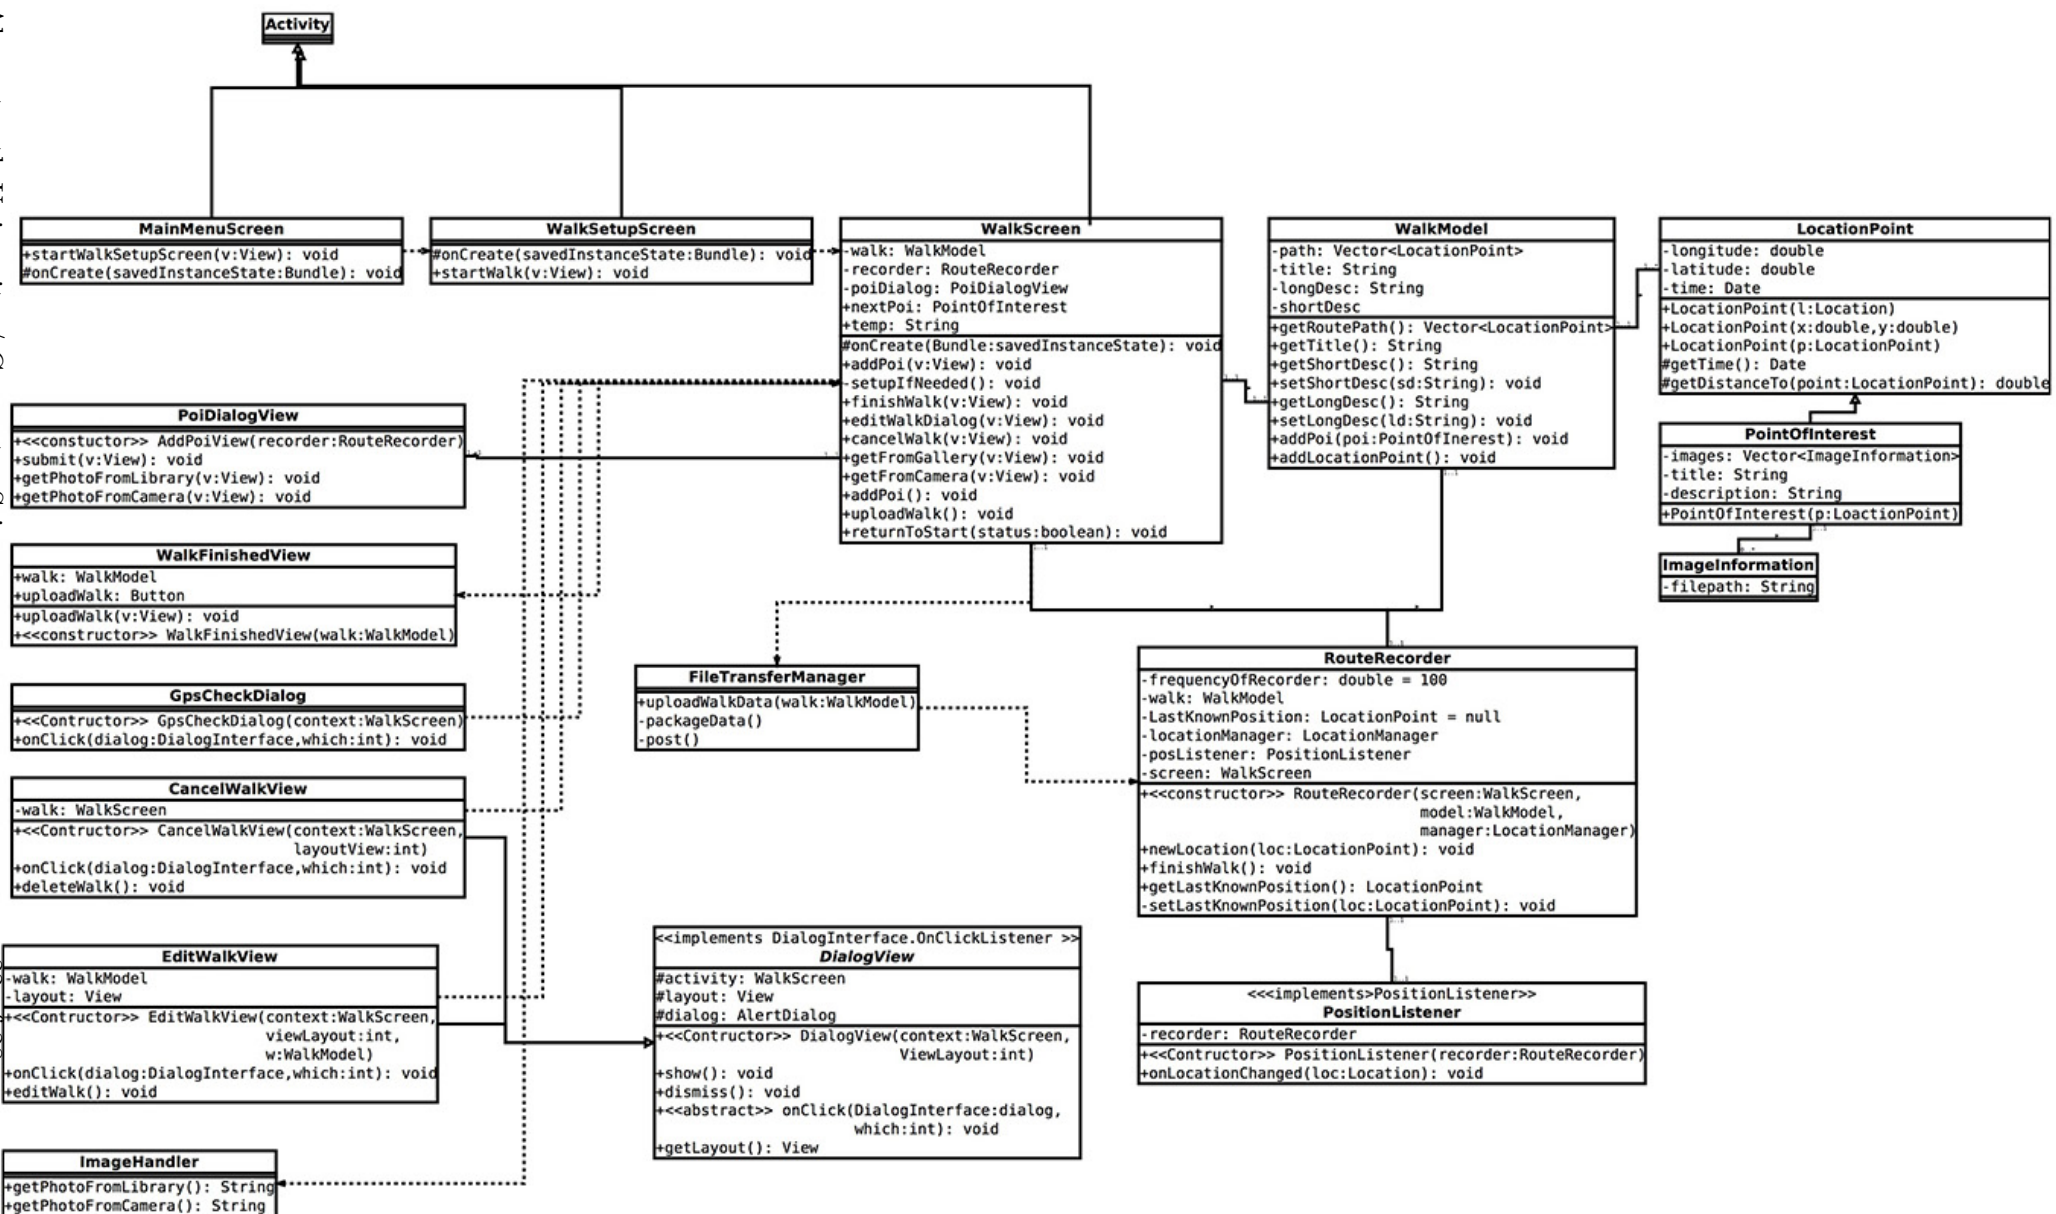 Activity
MainMenuScreen
+startWalkSetupScreen(v:View): void
#onCreate(savedInstanceState:Bundle): void
WalkSetupScreen
#onCreate(savedInstanceState:Bundle): void
+startWalk(v:View): void
WalkScreen
-walk: WalkModel
-recorder: RouteRecorder
-poiDialog: PoiDialogView
+nextPoi: PointOfInterest
+temp: String
#onCreate(Bundle:savedInstanceState): void
+addPoi(v:View): void
-setupIfNeeded(): void
+finishWalk(v:View): void
+editWalkDialog(v:View): void
+cancelWalk(v:View): void
+getFromGallery(v:View): void
+getFromCamera(v:View): void
+addPoi(): void
+uploadWalk(): void
+returnToStart(status:boolean): void
WalkModel
-path: Vector<LocationPoint>
-title: String
-longDesc: String
-shortDesc
+getRoutePath(): Vector<LocationPoint>
+getTitle(): String
+getShortDesc(): String
+setShortDesc(sd:String): void
+getLongDesc(): String
+setLongDesc(ld:String): void
+addPoi(poi:PointOfInerest): void
+addLocationPoint(): void
LocationPoint
-longitude: double
-latitude: double
-time: Date
+LocationPoint(l:Location)
+LocationPoint(x:double,y:double)
+LocationPoint(p:LocationPoint)
#getTime(): Date
#getDistanceTo(point:LocationPoint): double
PointOfInterest
-images: Vector<ImageInformation>
-title: String
-description: String
+PointOfInterest(p:LoactionPoint)
ImageInformation
-filepath: String
PoiDialogView
+<<constuctor>> AddPoiView(recorder:RouteRecorder)
+submit(v:View): void
-getPhotoFromLibrary(v:View): void
+getPhotoFromCamera(v:View): void
WalkFinishedView
+walk: WalkModel
+uploadWalk: Button
+uploadWalk(v:View): void
+<<constructor>> WalkFinishedView(walk:WalkModel)
GpsCheckDialog
+<<Contructor>> GpsCheckDialog(context:WalkScreen)
+onClick(dialog:DialogInterface,which:int): void
CancelWalkView
-walk: WalkScreen
+<<Contructor>> CancelWalkView(context:WalkScreen,
layoutView:int)
+onClick(dialog:DialogInterface,which:int): void
+deleteWalk(): void
EditWalkView
-walk: WalkModel
-layout: View
+<<Contructor>> EditWalkView(context:WalkScreen,
viewLayout:int,
w:WalkModel)
+onClick(dialog:DialogInterface,which:int): void
+editWalk(): void
ImageHandler
+getPhotoFromLibrary(): String
+getPhotoFromCamera(): String
FileTransferManager
+uploadWalkData(walk:WalkModel)
-packageData()
-post()
<<implements DialogInterface.OnClickListener >>
DialogView
#activity: WalkScreen
#layout: View
#dialog: AlertDialog
+<<Contructor>> DialogView(context:WalkScreen,
ViewLayout:int)
+show(): void
+dismiss(): void
+<<abstract>> onClick(DialogInterface:dialog,
which:int): void
+getLayout(): View
RouteRecorder
-frequencyOfRecorder: double = 100
-walk: WalkModel
-LastKnownPosition: LocationPoint = null
-locationManager: LocationManager
-posListener: PositionListener
-screen: WalkScreen
+<<constructor>> RouteRecorder(screen:WalkScreen,
model:WalkModel,
manager:LocationManager)
+newLocation(loc:LocationPoint): void
+finishWalk(): void
+getLastKnownPosition(): LocationPoint
-setLastKnownPosition(loc:LocationPoint): void
<<<implements>PositionListener>>
PositionListener
-recorder: RouteRecorder
+<<Contructor>> PositionListener(recorder:RouteRecorder)
+onLocationChanged(loc:Location): void